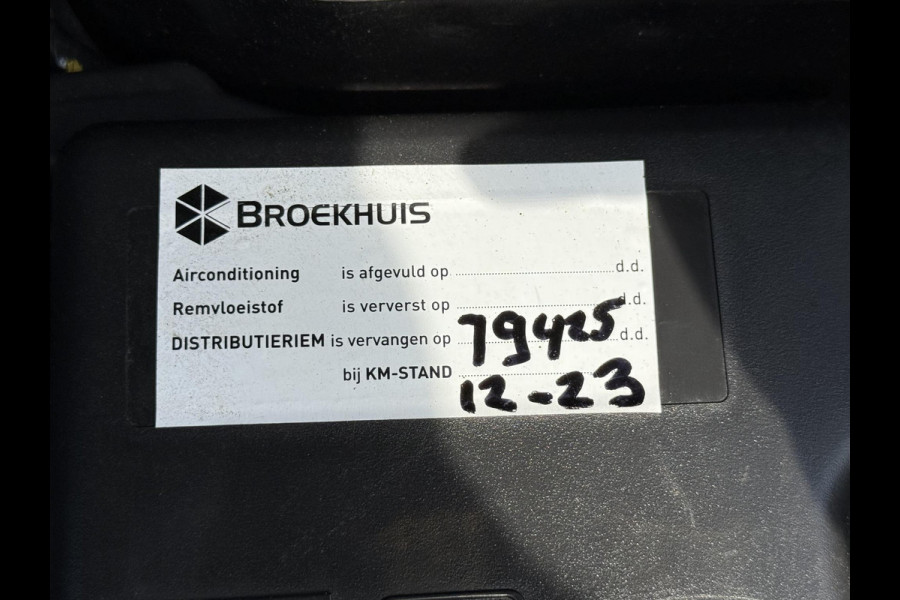 BROEKHUIS
Airconditioning is afgevuld op ........................ d.d.
Remvloeistof is ververst op ........................ d.d.
DISTRIBUTIERIEM is vervangen op 79425 d.d.
bij KM-STAND 12-23